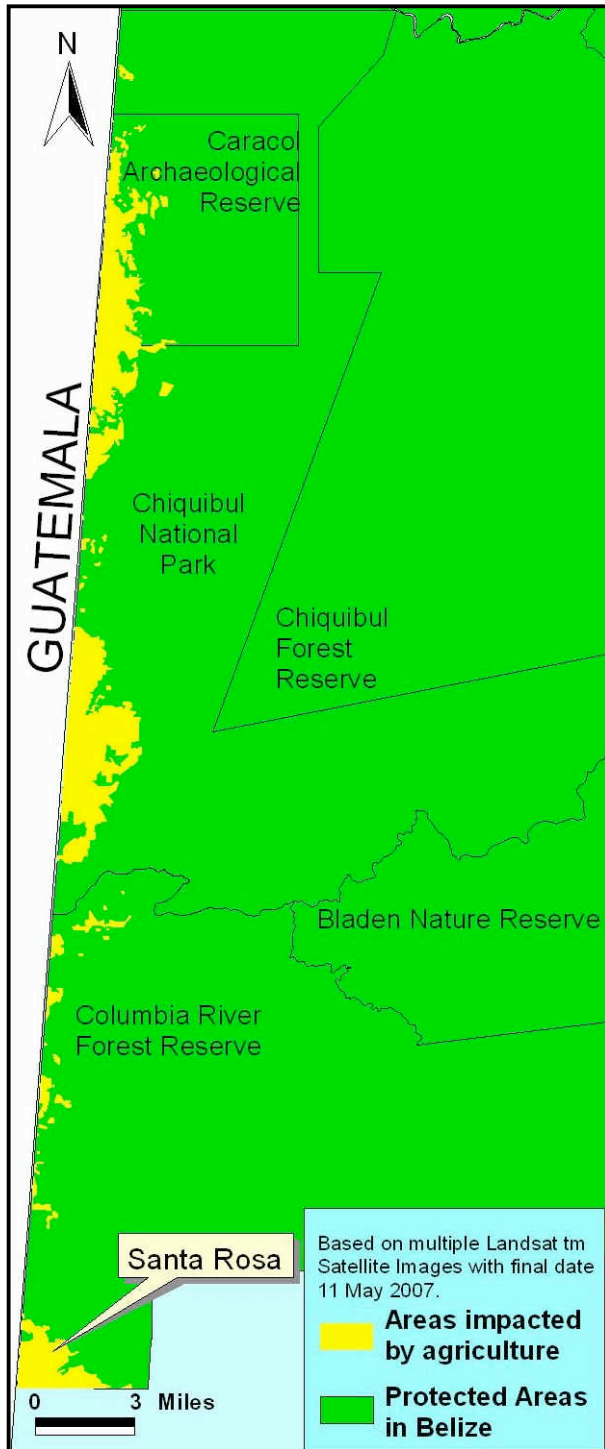 N
Caracol
Archaeological
Reserve
GUATEMALA
Chiquibul
National
Park
Chiquibul
Forest
Reserve
Bladen Nature Reserve
Columbia River
Forest Reserve
Santa Rosa
0 3 Miles
Based on multiple Landsat tm
Satellite Images with final date
11 May 2007.
Areas impacted
by agriculture
Protected Areas
in Belize